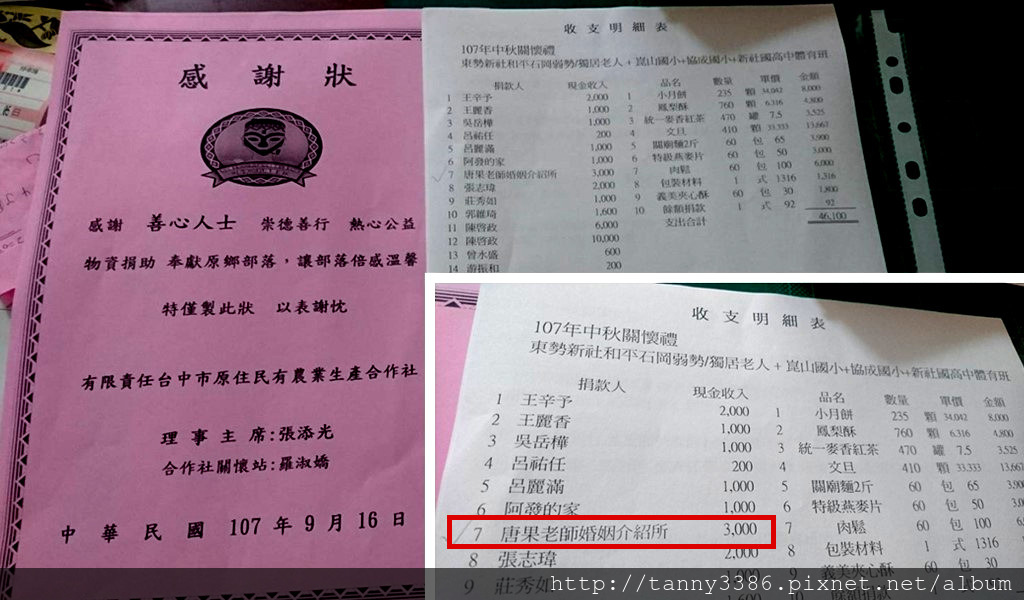 感謝狀
感謝 善心人士 崇德善行 熱心公益
物資捐助 奉獻原鄉部落，讓部落倍感溫馨
特僅製此狀 以表謝忱
有限責任台中市原住民有農業生產合作社
理事主席:張添光
合作社關懷站:羅淑嬌
中華民國 107 年 9 月 16 日
收支明細表
107年中秋關懷禮
東勢新社和平石岡弱勢/獨居老人+崑山國小+協成國小+新社國高中體育班
捐款人 現金收入 品名 數量 單價 金額
1 王辛予 2,000 1 小月餅 235 顆 34.042 8,000
2 王麗香 1,000 2 鳳梨酥 760 顆 6.316 4,800
3 吳岳樺 1,000 3 統一麥香紅茶 470 罐 7.5 3,525
4 呂祐任 200 4 文旦 410 顆 33.333 13,667
5 呂麗滿 1,000 5 關廟麵2斤 60 包 65 3,900
6 阿發的家 1,000 6 特級燕麥片 60 包 50 3,000
7 唐果老師婚姻介紹所 3,000 7 肉鬆 60 包 100 6,000
8 張志瑋 2,000 8 包裝材料 1 式 1316 1,316
9 莊秀如 1,000 9 義美夾心酥 60 包 30 1,800
10 郭維琦 1,600 10 餘額捐款 1 式 92 92
11 陳啓政 6,000 支出合計 46,100
12 陳啓政 10,000
13 曾水盛 600
14 游振和 200
收支明細表
107年中秋關懷禮
東勢新社和平石岡弱勢/獨居老人+崑山國小+協成國小+新社國高中體育班
捐款人 現金收入 品名 數量 單價 金額
1 王辛予 2,000 1 小月餅 235 顆 34.042 8,000
2 王麗香 1,000 2 鳳梨酥 760 顆 6.316 4,800
3 吳岳樺 1,000 3 統一麥香紅茶 470 罐 7.5 3,525
4 呂祐任 200 4 文旦 410 顆 33.333
5 呂麗滿 1,000 5 關廟麵2斤 60 包 65
6 阿發的家 1,000 6 特級燕麥片 60 包 50
7 唐果老師婚姻介紹所 3,000 7 肉鬆 60 包 100
8 張志瑋 2,000 8 包裝材料 1 式 1316
9 莊秀如 1,000 9 義美夾心酥 60 包 30
http://tanny3386.pixnet.net/album